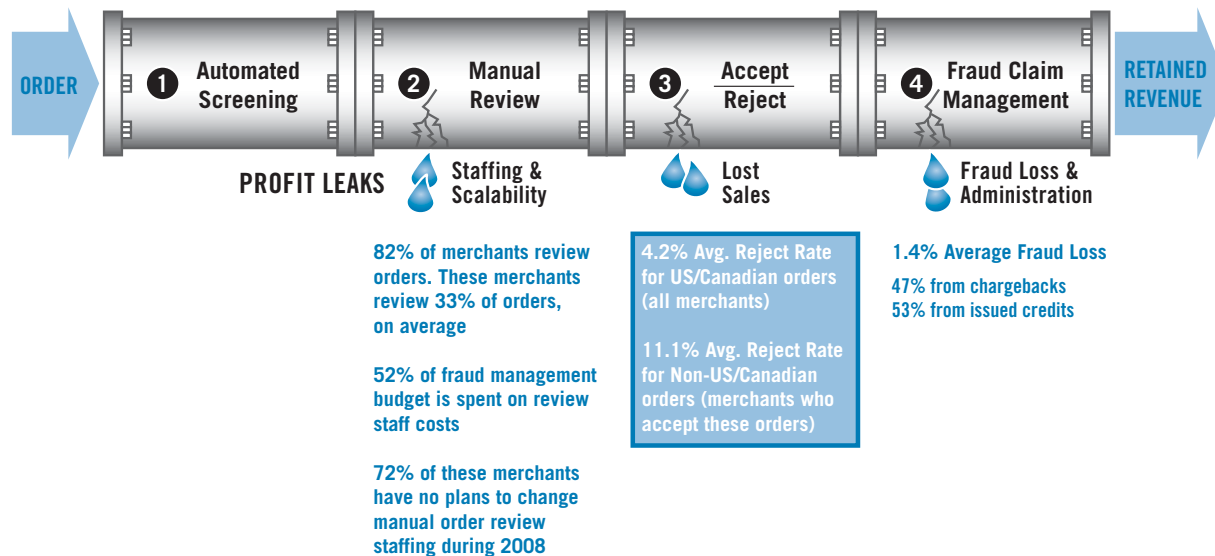 ORDER
1
Automated
Screening
2
Manual
Review
3
Accept
Reject
4
Fraud Claim
Management
RETAINED
REVENUE
PROFIT LEAKS
Staffing &
Scalability
Lost
Sales
Fraud Loss &
Administration
82% of merchants review
orders. These merchants
review 33% of orders,
on average
52% of fraud management
budget is spent on review
staff costs
72% of these merchants
have no plans to change
manual order review
staffing during 2008
4.2% Avg. Reject Rate
for US/Canadian orders
(all merchants)
11.1% Avg. Reject Rate
for Non-US/Canadian
orders (merchants who
accept these orders)
1.4% Average Fraud Loss
47% from chargebacks
53% from issued credits